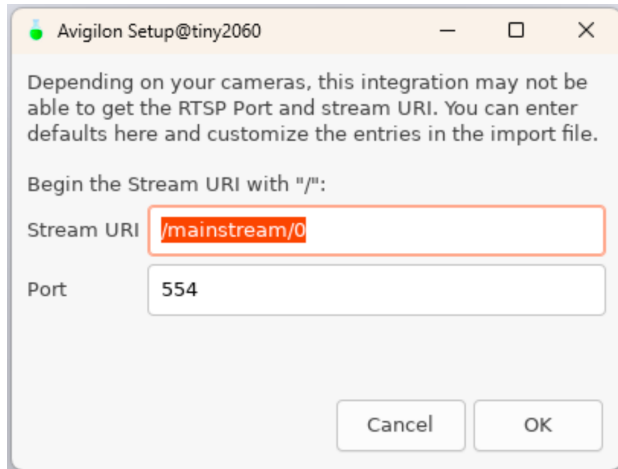 Avigilon Setup@tiny2060
Depending on your cameras, this integration may not be
able to get the RTSP Port and stream URI. You can enter
defaults here and customize the entries in the import file.
Begin the Stream URI with "/":
Stream URI /mainstream/0
Port 554
Cancel OK